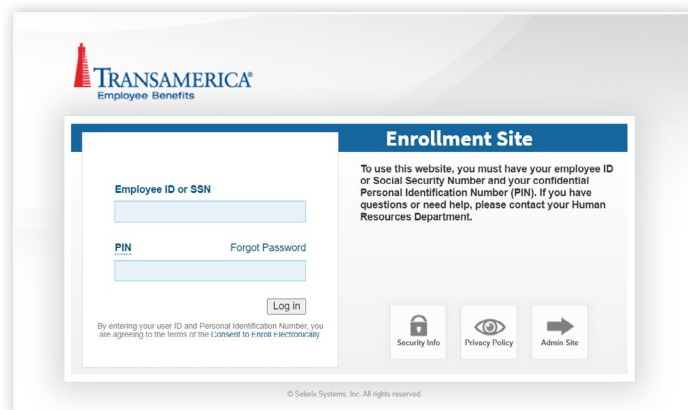 TRANSAMERICA®
Employee Benefits
Enrollment Site
To use this website, you must have your employee ID
or Social Security Number and your confidential
Personal Identification Number (PIN). If you have
questions or need help, please contact your Human
Resources Department.
Employee ID or SSN
PIN
Forgot Password
Log in
By entering your user ID and Personal Identification Number, you
are agreeing to the terms of the Consent to Enroll Electronically
Security Info
Privacy Policy
Admin Site
© Selerix Systems, Inc. All rights reserved.